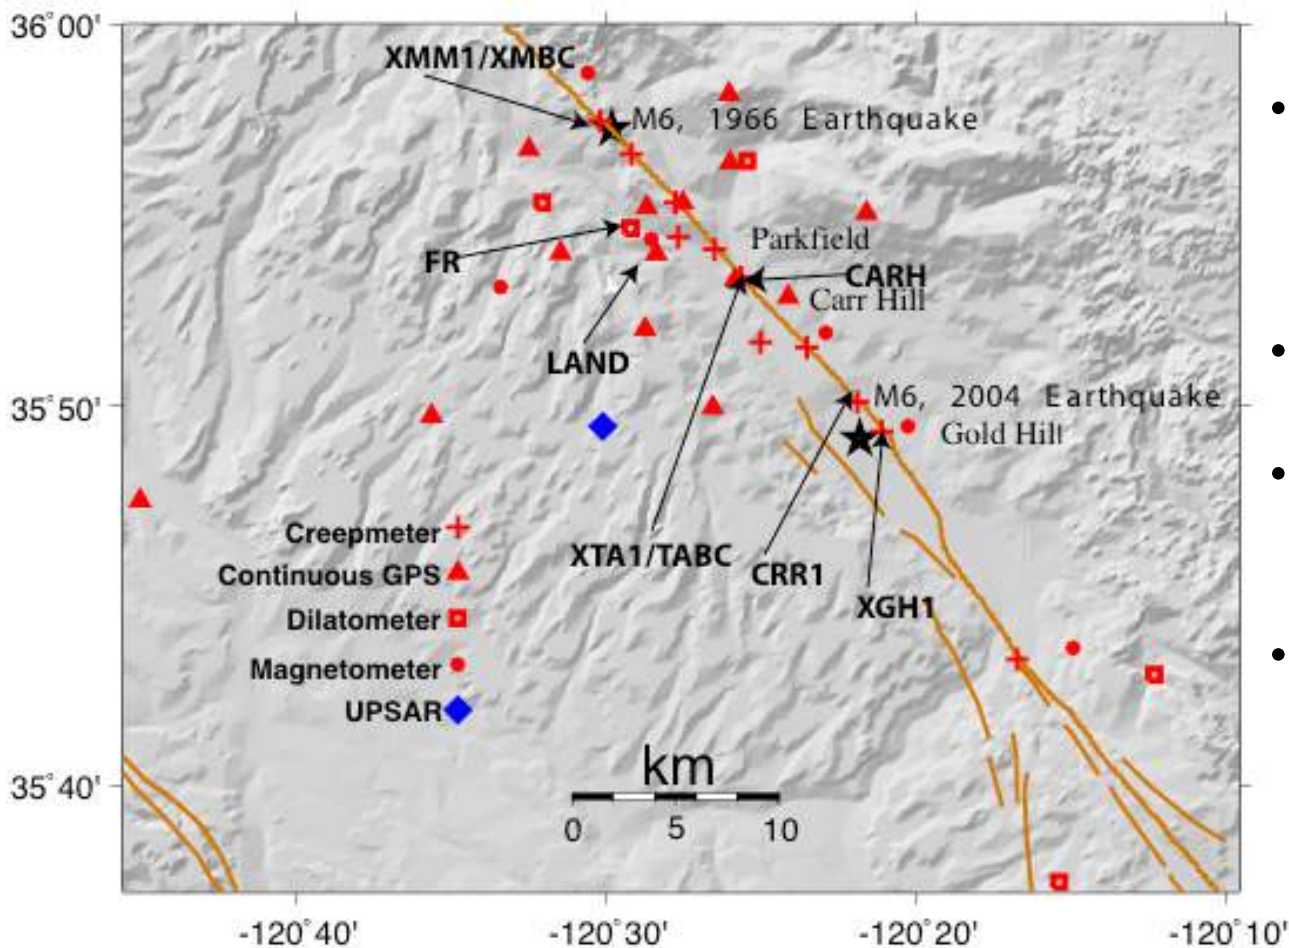 36°00'
XMM1/XMBC
M6, 1966 Earthquake
Parkfield
FR
CARH
Carr Hill
LAND
35°50'
M6, 2004 Earthquake
Gold Hill
Creepmeter
XTA1/TABC
CRR1
Continuous GPS
XGH1
Dilatometer
Magnetometer
UPSAR
km
35°40'
0 5 10
-120°40' -120°30' -120°20' -120°10'